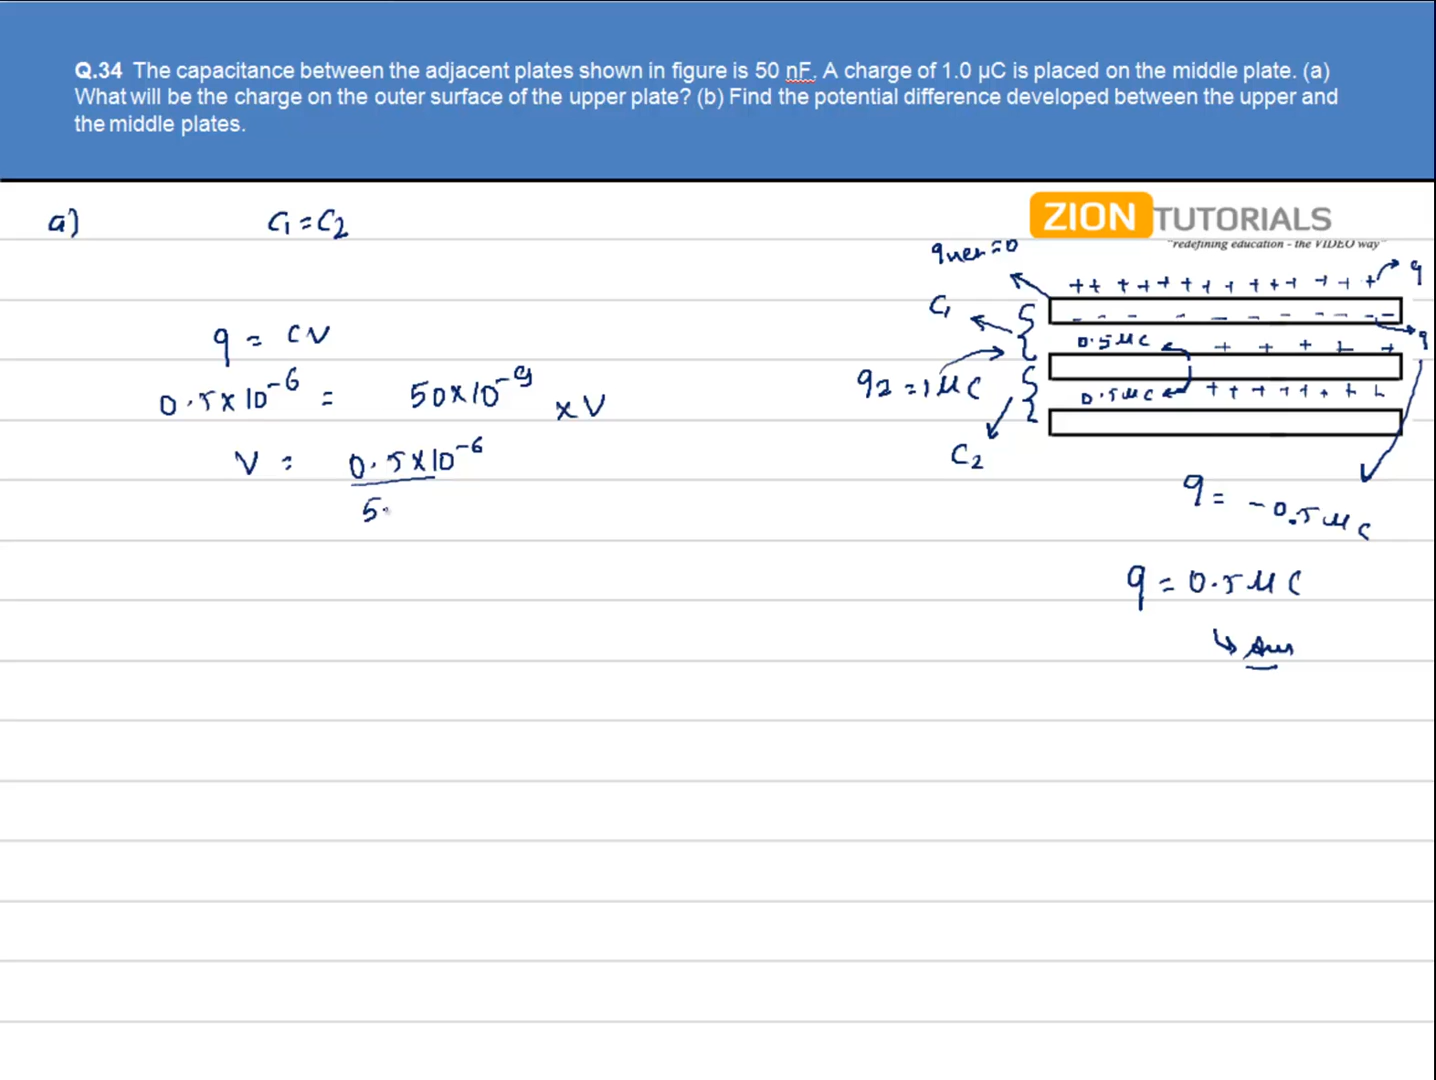 Q.34 The capacitance between the adjacent plates shown in figure is 50 nF. A charge of 1.0 μC is placed on the middle plate. (a)
What will be the charge on the outer surface of the upper plate? (b) Find the potential difference developed between the upper and
the middle plates.
ZION TUTORIALS
"redefining education - the VIDEO way"
a) C1 = C2
q = CV
0.5 x 10^-6 = 50 x 10^-9 x V
V = 0.5 x 10^-6
5.
qnet = 0
+ + + + + + + + + + + + + + q
C1
- - - - - - - - - - q
0.5 μC + + + + +
q2 = 1 μC
0.5 μC + + + + + + + +
C2
q = -0.5 μC
q = 0.5 μC
Ans